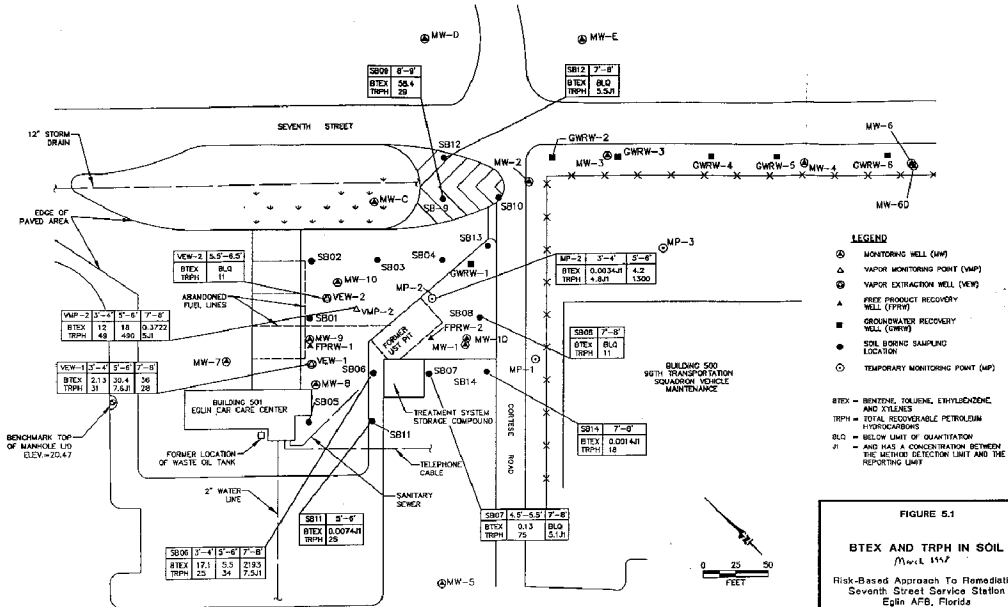 MW-D
MW-E
SB09 8'-9'
BTEX 58.4
TRPH 29
SB12 7'-8'
BTEX BLQ
TRPH 5.5J1
12" STORM
DRAIN
SEVENTH STREET
SB12
MW-2
GWRW-2
MW-3
GWRW-3
GWRW-4
GWRW-5
MW-4
GWRW-6
MW-6
MW-6D
MW-C
SB-9
SB10
EDGE OF
PAVED AREA
SB13
MP-3
VEW-2 5.5'-6.5'
BTEX BLQ
TRPH 11
SB02
SB03
SB04
GWRW-1
MP-2 3'-4' 5'-6'
BTEX 0.0034J1 4.2
TRPH 4.8J1 1300
MW-10
MP-2
ABANDONED
FUEL LINES
VEW-2
VMP-2
VMP-2 3'-4' 5'-6' 7'-8'
BTEX 12 18 0.3722
TRPH 49 490 5J1
SB01
SB08
FORMER
UST PIT
FPRW-2
MW-9
FPRW-1
MW-1
MW-1D
SB08 7'-8'
BTEX BLQ
TRPH 11
MW-7
VEW-1
MP-1
VEW-1 3'-4' 5'-6' 7'-8'
BTEX 2.13 30.4 36
TRPH 31 7.6J1 28
SB06
SB07
SB14
MW-8
BUILDING 501
EGLIN CAR CARE CENTER
SB05
BUILDING 500
96TH TRANSPORTATION
SQUADRON VEHICLE
MAINTENANCE
TREATMENT SYSTEM
STORAGE COMPOUND
SB11
BENCHMARK TOP
OF MANHOLE LID
ELEV.=20.47
FORMER LOCATION
OF WASTE OIL TANK
SB14 7'-8'
BTEX 0.0014J1
TRPH 18
CORTESE ROAD
TELEPHONE
CABLE
2" WATER
LINE
SANITARY
SEWER
SB11 5'-6'
BTEX 0.0074J1
TRPH 25
SB07 4.5'-5.5' 7'-8'
BTEX 0.13 BLQ
TRPH 75 5.1J1
SB06 3'-4' 5'-6' 7'-8'
BTEX 17.1 5.5 2193
TRPH 25 34 7.5J1
MW-5
N
0 25 50
FEET
LEGEND
MONITORING WELL (MW)
VAPOR MONITORING POINT (VMP)
VAPOR EXTRACTION WELL (VEW)
FREE PRODUCT RECOVERY
WELL (FPRW)
GROUNDWATER RECOVERY
WELL (GWRW)
SOIL BORING SAMPLING
LOCATION
TEMPORARY MONITORING POINT (MP)
BTEX - BENZENE, TOLUENE, ETHYLBENZENE,
AND XYLENES
TRPH = TOTAL RECOVERABLE PETROLEUM
HYDROCARBONS
BLQ - BELOW LIMIT OF QUANTITATION
J1 - AND HAS A CONCENTRATION BETWEEN
THE METHOD DETECTION LIMIT AND THE
REPORTING LIMIT
FIGURE 5.1
BTEX AND TRPH IN SOIL
March
Risk-Based Approach To Remediati
Seventh Street Service Station
Eglin AFB, Florida